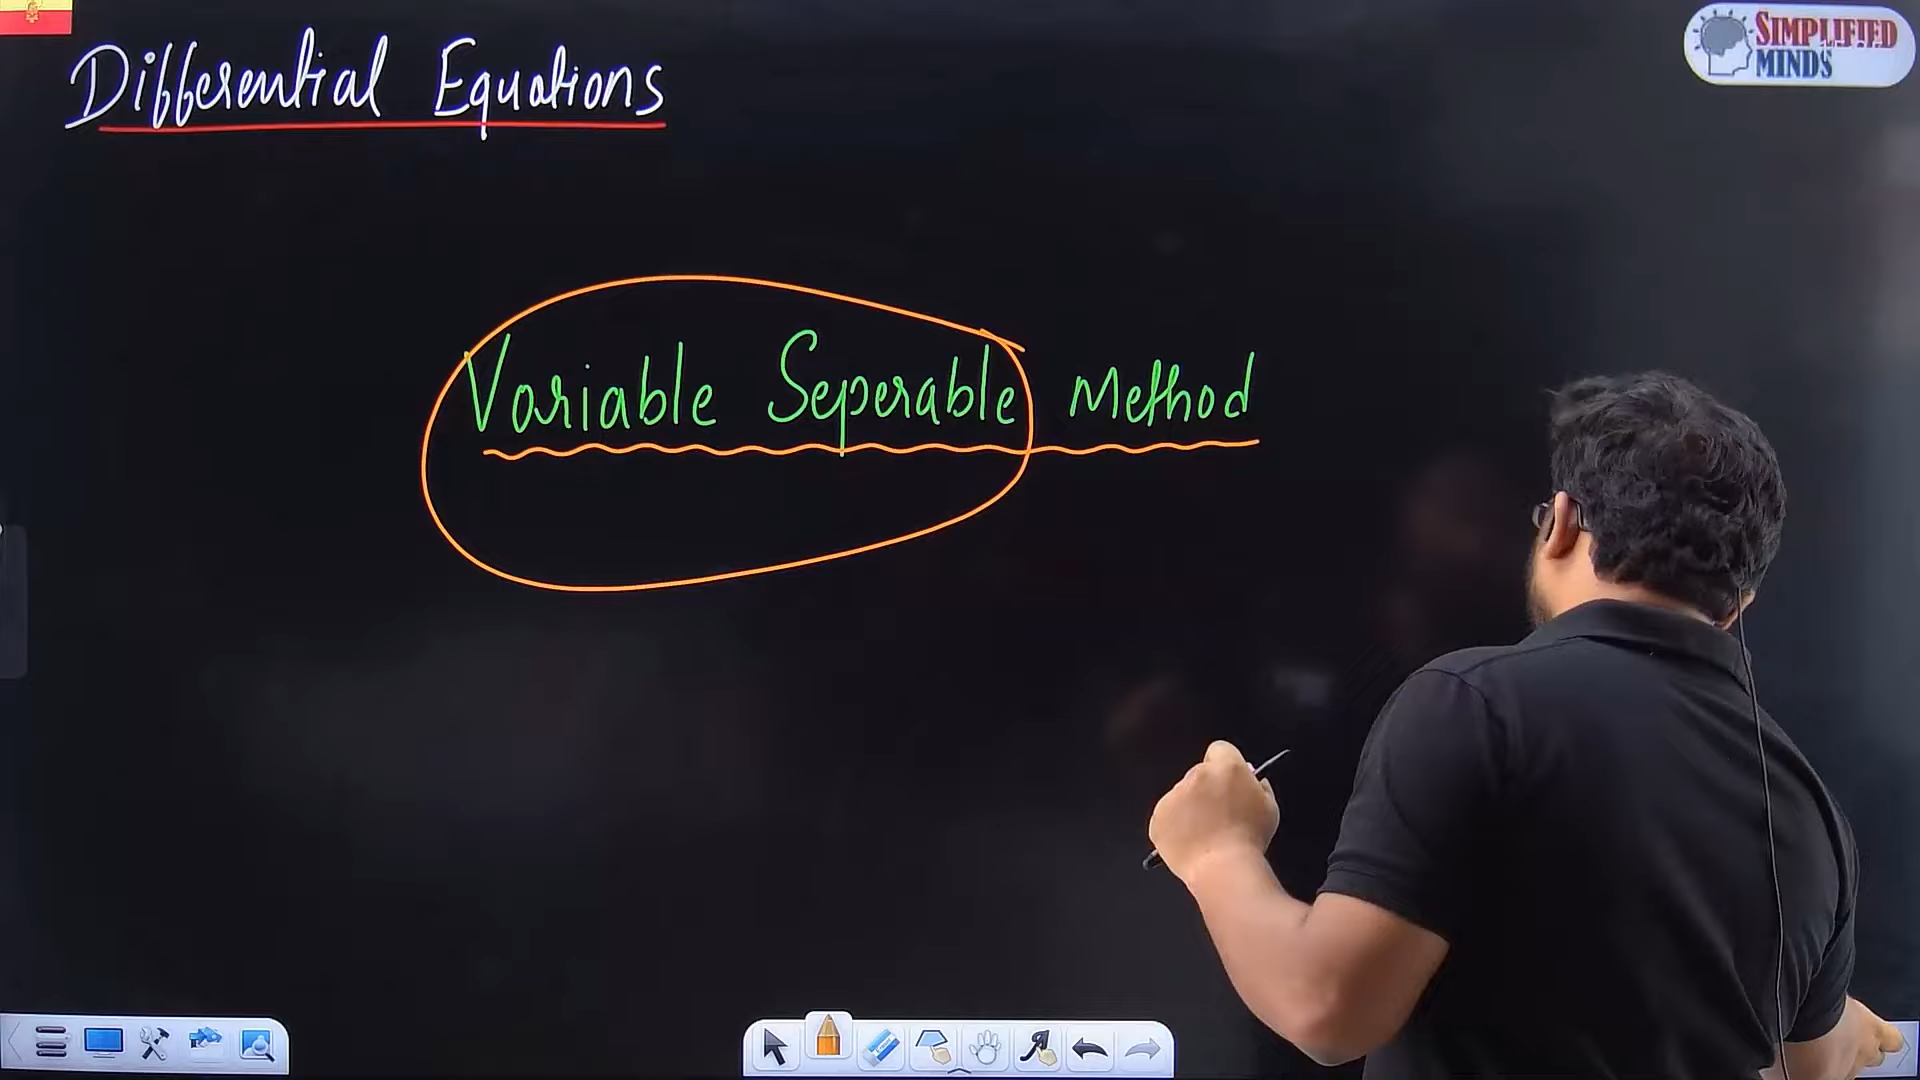 Differential Equations
SIMPLIFIED
MINDS
Variable Seperable Method